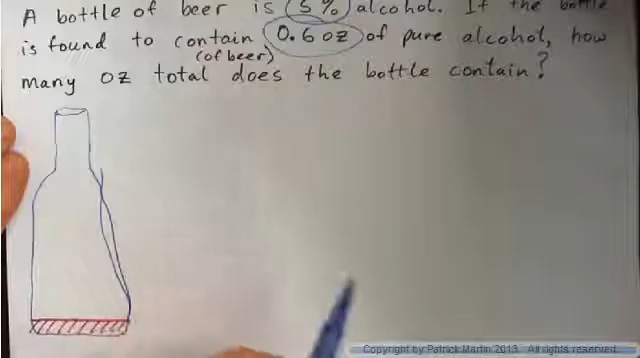 A bottle of beer is 5% alcohol. If the bottle
is found to contain 0.6 oz of pure alcohol, how
(of beer)
many oz total does the bottle contain?
Copyright by Patrick Martin 2013 All rights reserved.